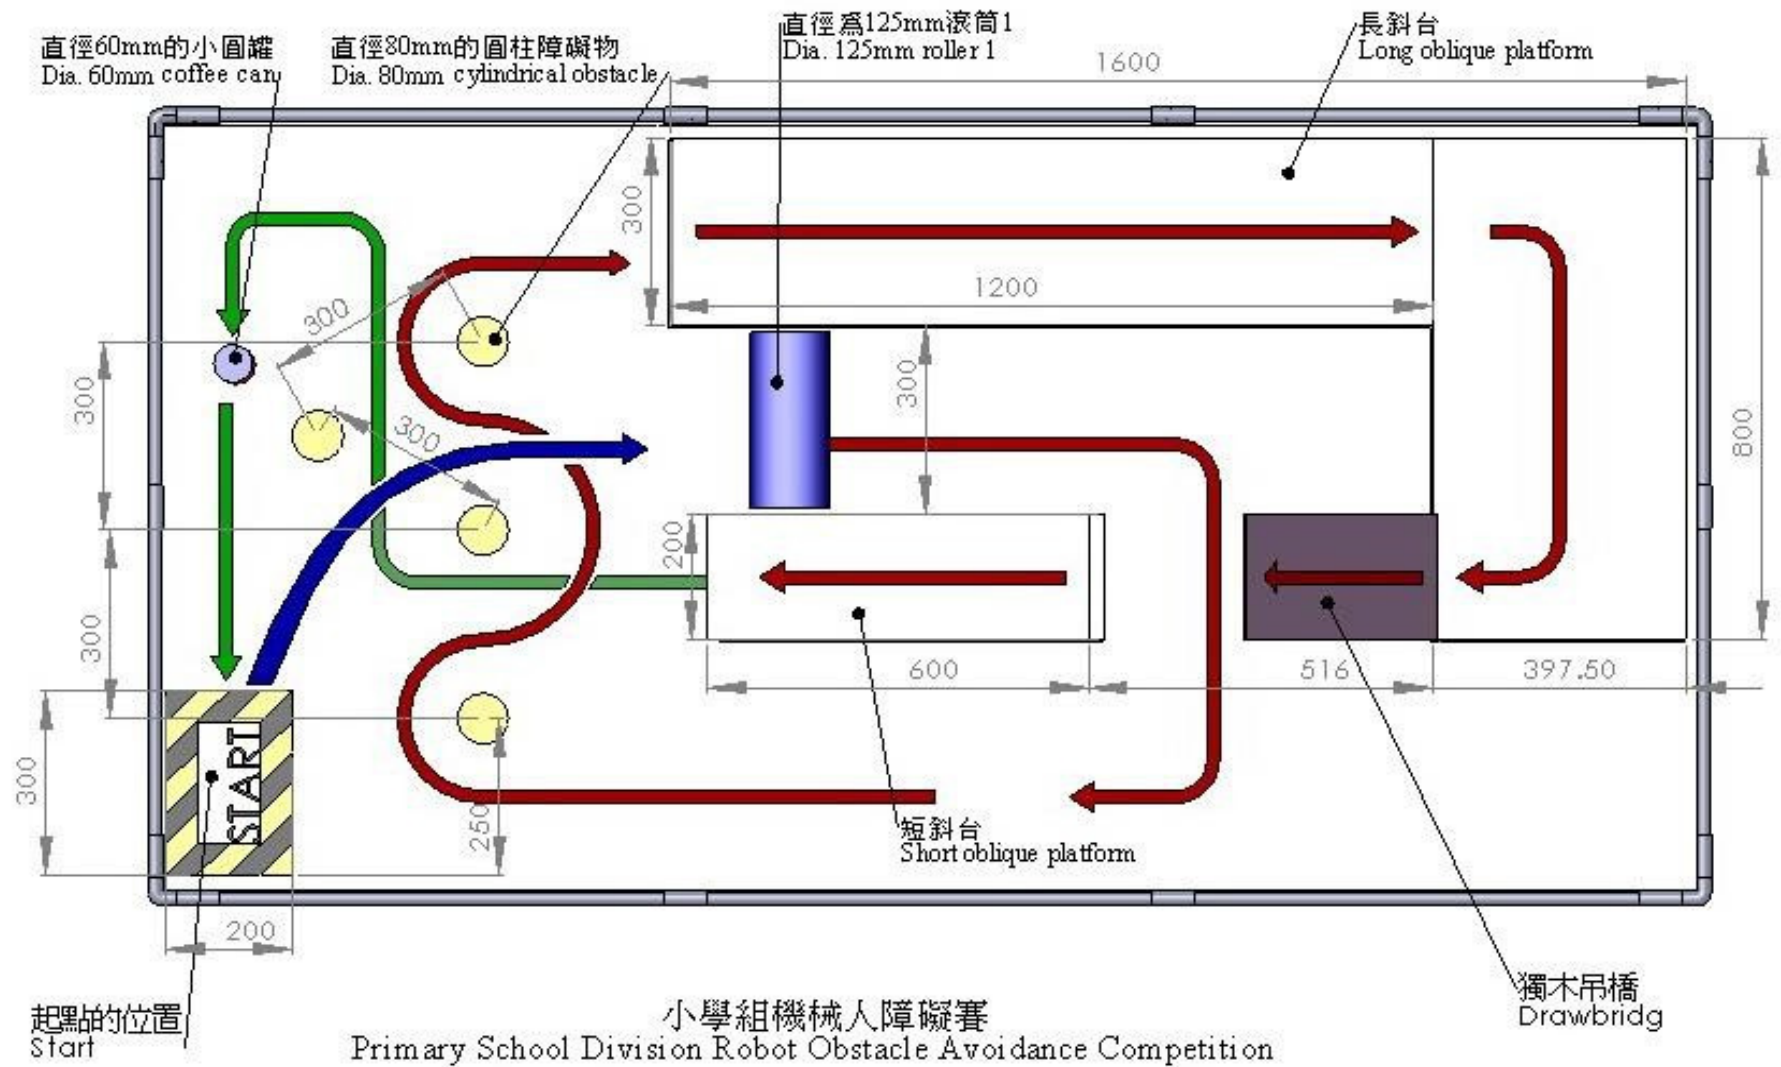 直徑60mm的小圓罐
Dia. 60mm coffee can
直徑80mm的圓柱障礙物
Dia. 80mm cylindrical obstacle
直徑爲125mm滾筒1
Dia. 125mm roller 1
長斜台
Long oblique platform
1600
300
1200
300
300
300
300
800
200
600
516
397.50
300
START
300
250
短斜台
Short oblique platform
200
起點的位置
Start
獨木吊橋
Drawbridg
小學組機械人障礙賽
Primary School Division Robot Obstacle Avoidance Competition